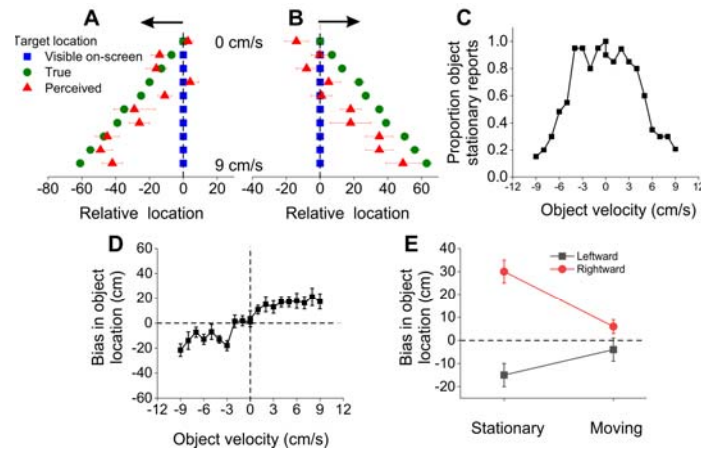 A
B
C
Target location
Visible on-screen
True
Perceived
0 cm/s
9 cm/s
-80 -60 -40 -20 0 20
Relative location
-20 0 20 40 60
Relative location
Proportion object
stationary reports
1.0
0.8
0.6
0.4
0.2
0.0
-12 -9 -6 -3 0 3 6 9 12
Object velocity (cm/s)
D
Bias in object
location (cm)
60
40
20
0
-20
-40
-60
-12 -9 -6 -3 0 3 6 9 12
Object velocity (cm/s)
E
Leftward
Rightward
Bias in object
location (cm)
40
30
20
10
0
-10
-20
Stationary Moving